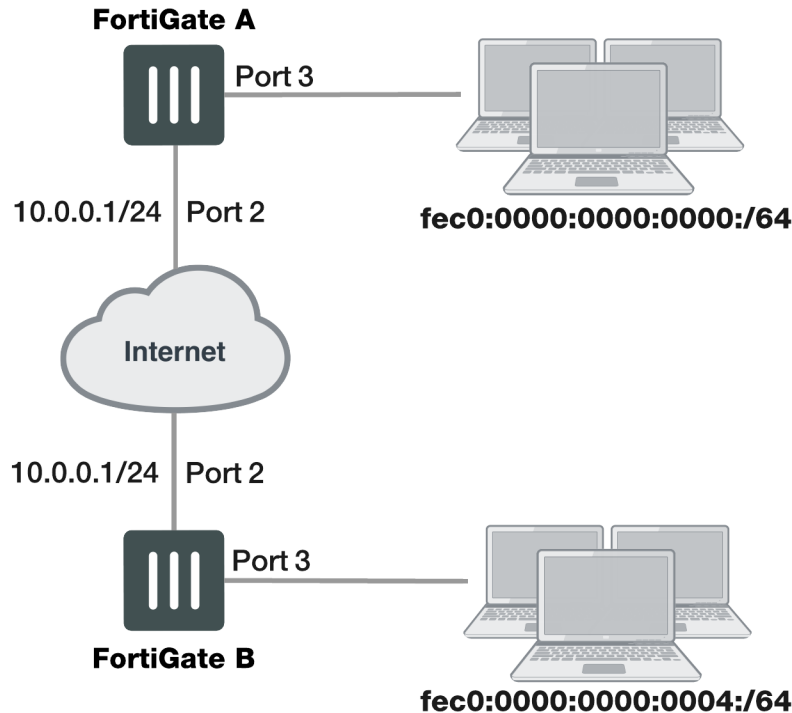 FortiGate A
Port 3
10.0.0.1/24 Port 2
fec0:0000:0000:0000:/64
Internet
10.0.0.1/24 Port 2
Port 3
FortiGate B
fec0:0000:0000:0004:/64